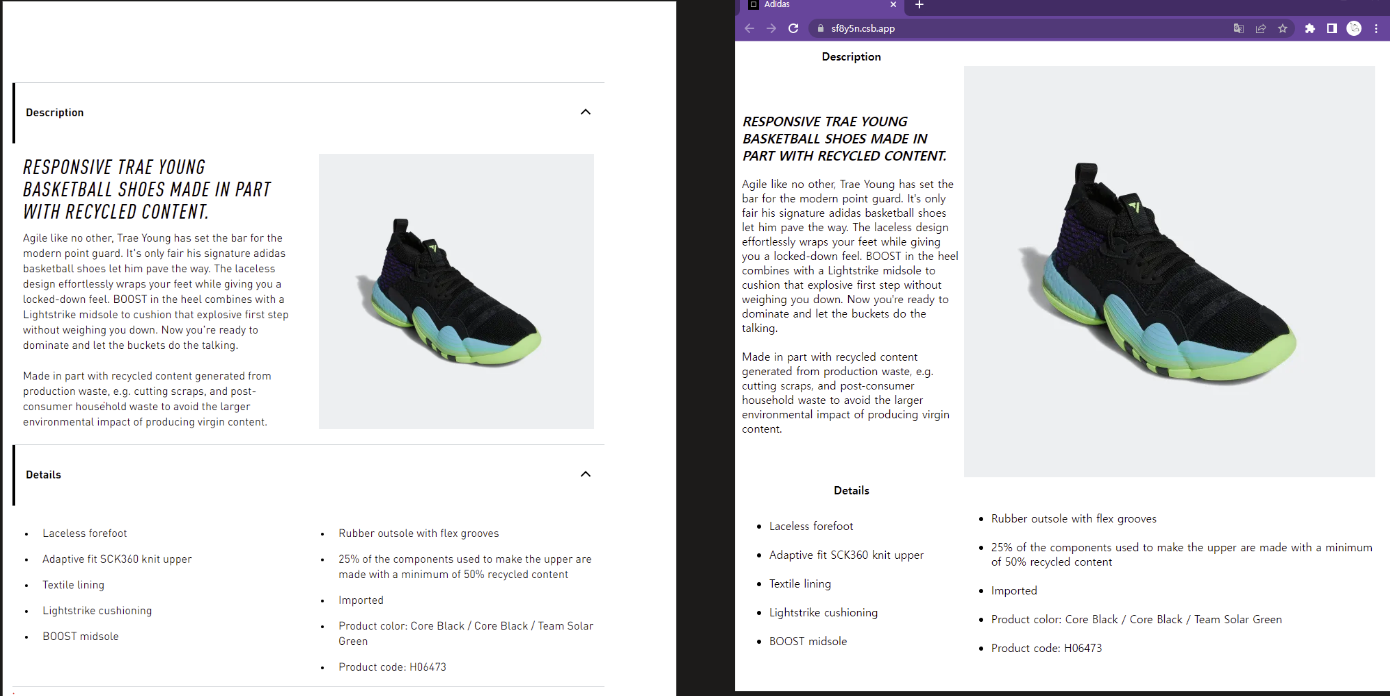 Description
RESPONSIVE TRAE YOUNG
BASKETBALL SHOES MADE IN PART
WITH RECYCLED CONTENT.
Agile like no other, Trae Young has set the bar for the
modern point guard. It's only fair his signature adidas
basketball shoes let him pave the way. The laceless
design effortlessly wraps your feet while giving you a
locked-down feel. BOOST in the heel combines with a
Lightstrike midsole to cushion that explosive first step
without weighing you down. Now you're ready to
dominate and let the buckets do the talking.
Made in part with recycled content generated from
production waste, e.g. cutting scraps, and post-
consumer household waste to avoid the larger
environmental impact of producing virgin content.
Details
• Laceless forefoot
• Adaptive fit SCK360 knit upper
• Textile lining
• Lightstrike cushioning
• BOOST midsole
• Rubber outsole with flex grooves
• 25% of the components used to make the upper are
made with a minimum of 50% recycled content
• Imported
• Product color: Core Black / Core Black / Team Solar
Green
• Product code: H06473
Adidas
sf8y5n.csb.app
Description
RESPONSIVE TRAE YOUNG
BASKETBALL SHOES MADE IN
PART WITH RECYCLED CONTENT.
Agile like no other, Trae Young has set the
bar for the modern point guard. It's only
fair his signature adidas basketball shoes
let him pave the way. The laceless design
effortlessly wraps your feet while giving
you a locked-down feel. BOOST in the heel
combines with a Lightstrike midsole to
cushion that explosive first step without
weighing you down. Now you're ready to
dominate and let the buckets do the
talking.
Made in part with recycled content
generated from production waste, e.g.
cutting scraps, and post-consumer
household waste to avoid the larger
environmental impact of producing virgin
content.
Details
• Laceless forefoot
• Adaptive fit SCK360 knit upper
• Textile lining
• Lightstrike cushioning
• BOOST midsole
• Rubber outsole with flex grooves
• 25% of the components used to make the upper are made with a minimum
of 50% recycled content
• Imported
• Product color: Core Black / Core Black / Team Solar Green
• Product code: H06473